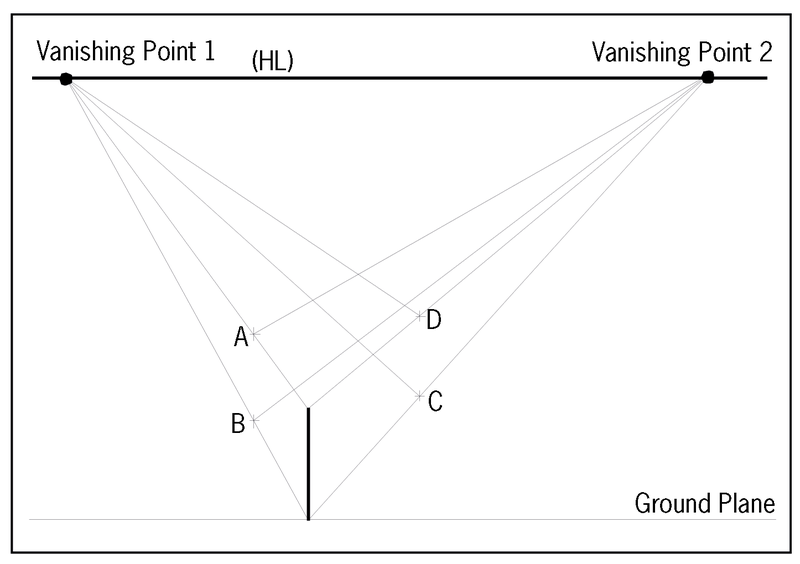 Vanishing Point 1
(HL)
Vanishing Point 2
A
D
B
C
Ground Plane